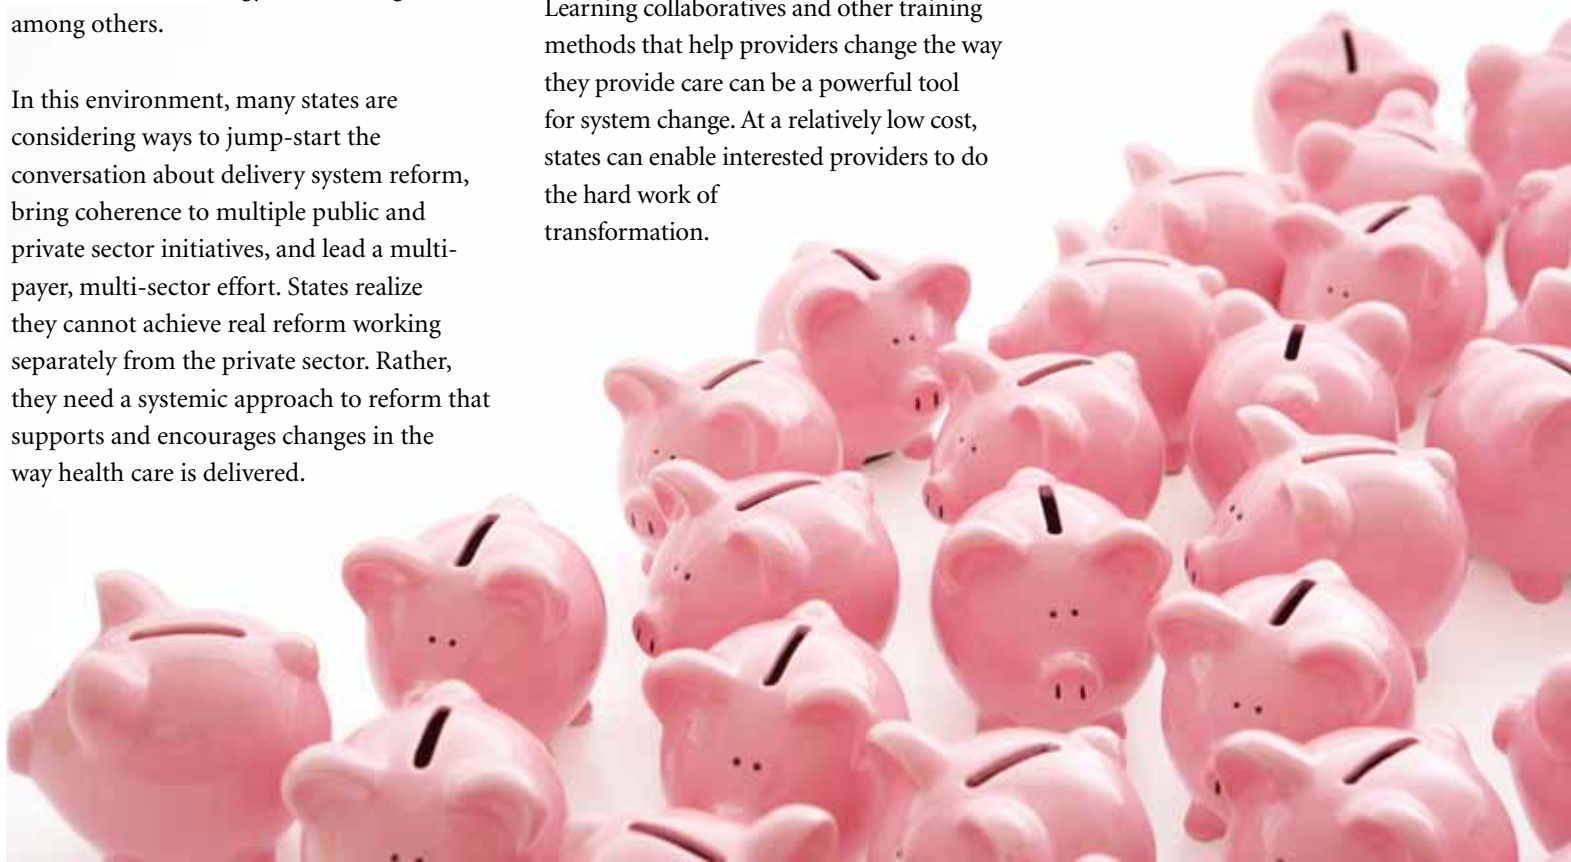 among others.
In this environment, many states are
considering ways to jump-start the
conversation about delivery system reform,
bring coherence to multiple public and
private sector initiatives, and lead a multi-
payer, multi-sector effort. States realize
they cannot achieve real reform working
separately from the private sector. Rather,
they need a systemic approach to reform that
supports and encourages changes in the
way health care is delivered.
Learning collaboratives and other training
methods that help providers change the way
they provide care can be a powerful tool
for system change. At a relatively low cost,
states can enable interested providers to do
the hard work of
transformation.